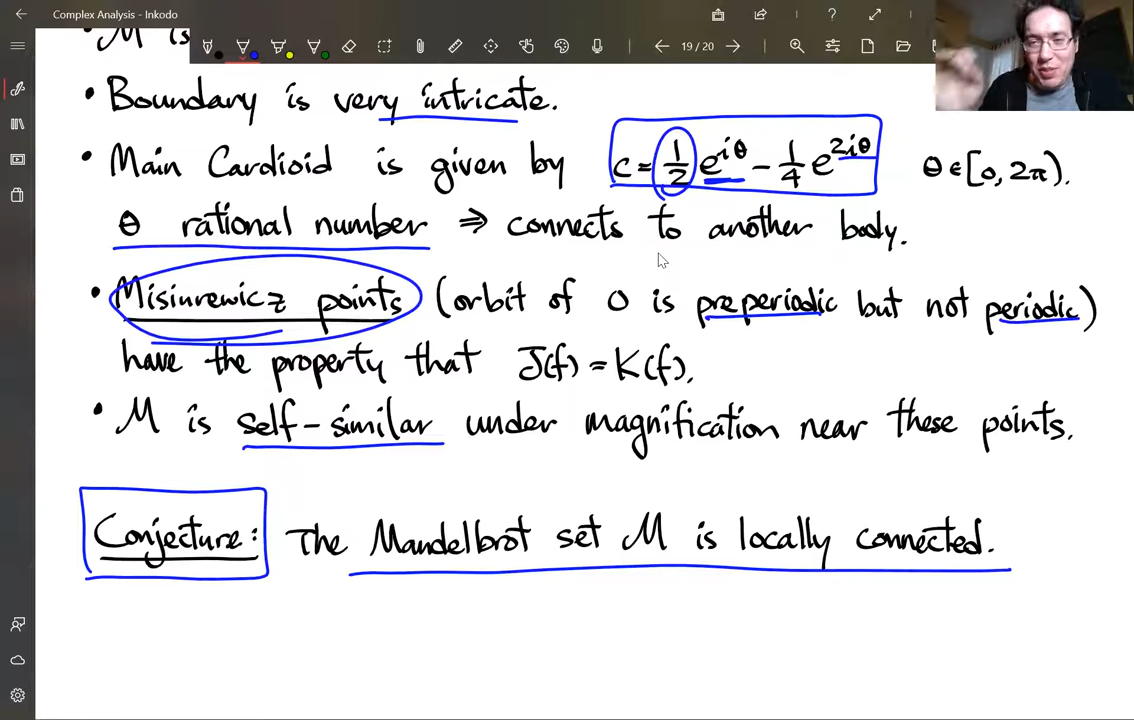 Complex Analysis - Inkodo
19 / 20
• M is
• Boundary is very intricate.
• Main Cardioid is given by c = 1/2 e^{iθ} - 1/4 e^{2iθ} θ ∈ [0, 2π).
θ rational number ⇒ connects to another body.
• Misiurewicz points (orbit of 0 is preperiodic but not periodic)
have the property that J(f) = K(f).
• M is self-similar under magnification near these points.
Conjecture: The Mandelbrot set M is locally connected.